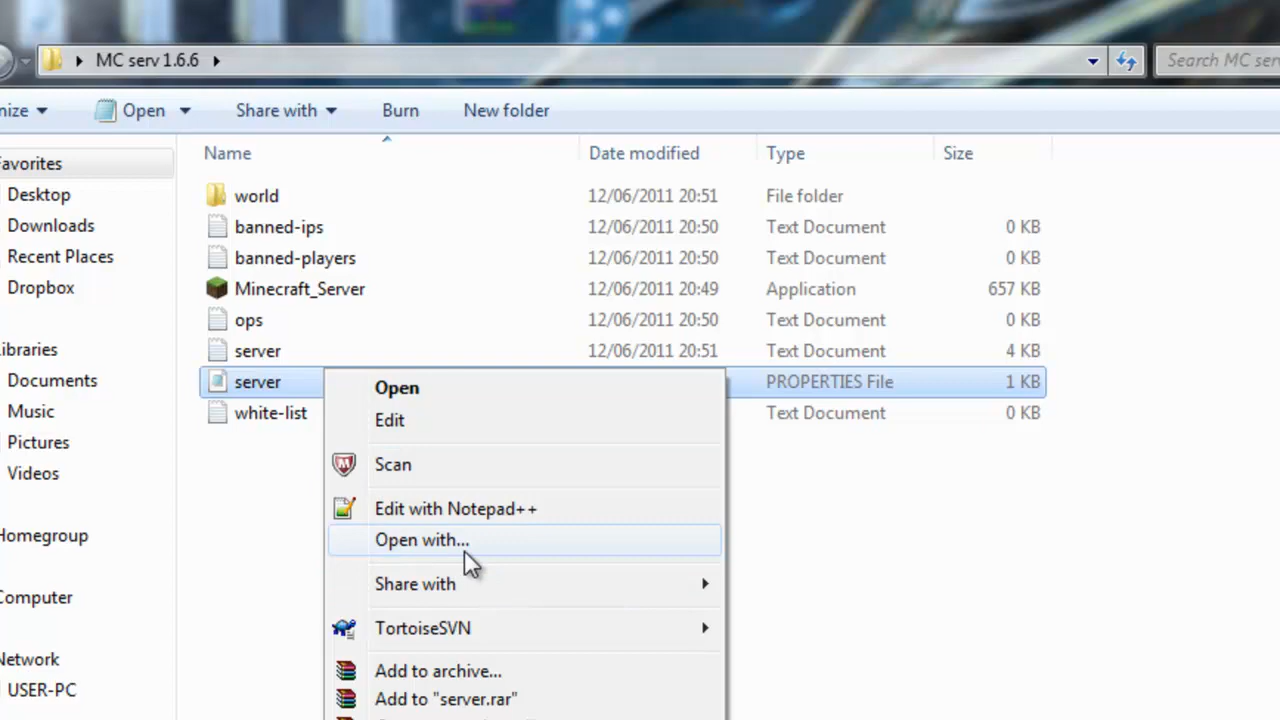 MC serv 1.6.6
Search MC serv
nize Open Share with Burn New folder
Favorites
Desktop
Downloads
Recent Places
Dropbox
Libraries
Documents
Music
Pictures
Videos
Homegroup
Computer
Network
USER-PC
Name Date modified Type Size
world 12/06/2011 20:51 File folder
banned-ips 12/06/2011 20:50 Text Document 0 KB
banned-players 12/06/2011 20:50 Text Document 0 KB
Minecraft_Server 12/06/2011 20:49 Application 657 KB
ops 12/06/2011 20:50 Text Document 0 KB
server 12/06/2011 20:51 Text Document 4 KB
server PROPERTIES File 1 KB
white-list Text Document 0 KB
Open
Edit
Scan
Edit with Notepad++
Open with...
Share with
TortoiseSVN
Add to archive...
Add to "server.rar"